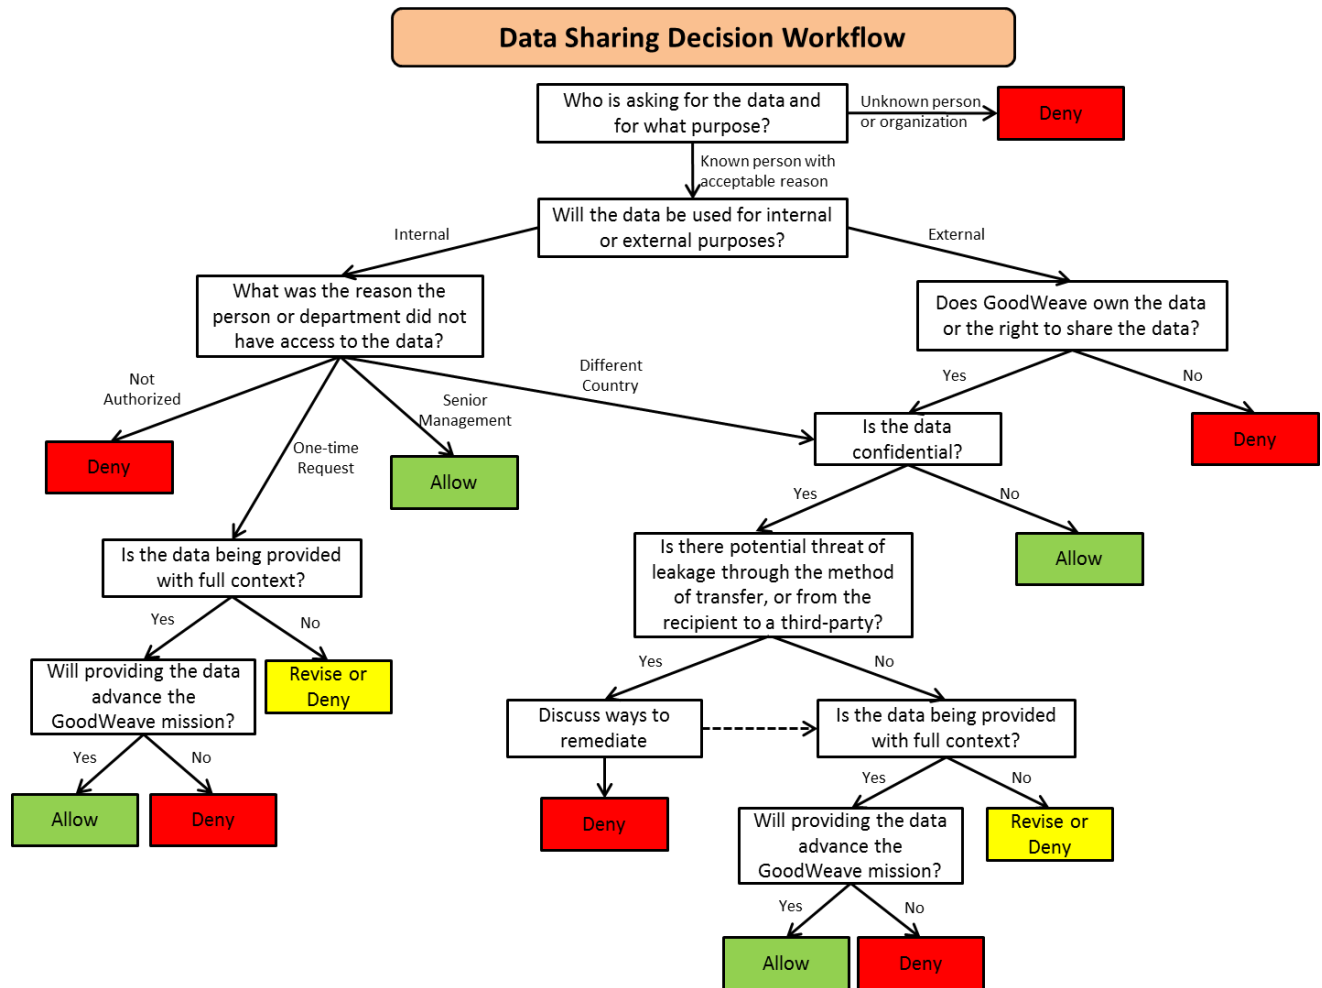 Data Sharing Decision Workflow
Who is asking for the data and
for what purpose?
Unknown person
or organization
Deny
Known person with
acceptable reason
Will the data be used for internal
or external purposes?
Internal
External
What was the reason the
person or department did not
have access to the data?
Does GoodWeave own the data
or the right to share the data?
Not
Authorized
One-time
Request
Senior
Management
Different
Country
Yes
No
Deny
Allow
Is the data
confidential?
Deny
Yes
No
Is the data being provided
with full context?
Is there potential threat of
leakage through the method
of transfer, or from the
recipient to a third-party?
Allow
Yes
No
Will providing the data
advance the
GoodWeave mission?
Revise or
Deny
Yes
No
Discuss ways to
remediate
Is the data being provided
with full context?
Yes
No
Allow
Deny
Deny
Yes
No
Will providing the data
advance the
GoodWeave mission?
Revise or
Deny
Yes
No
Allow
Deny